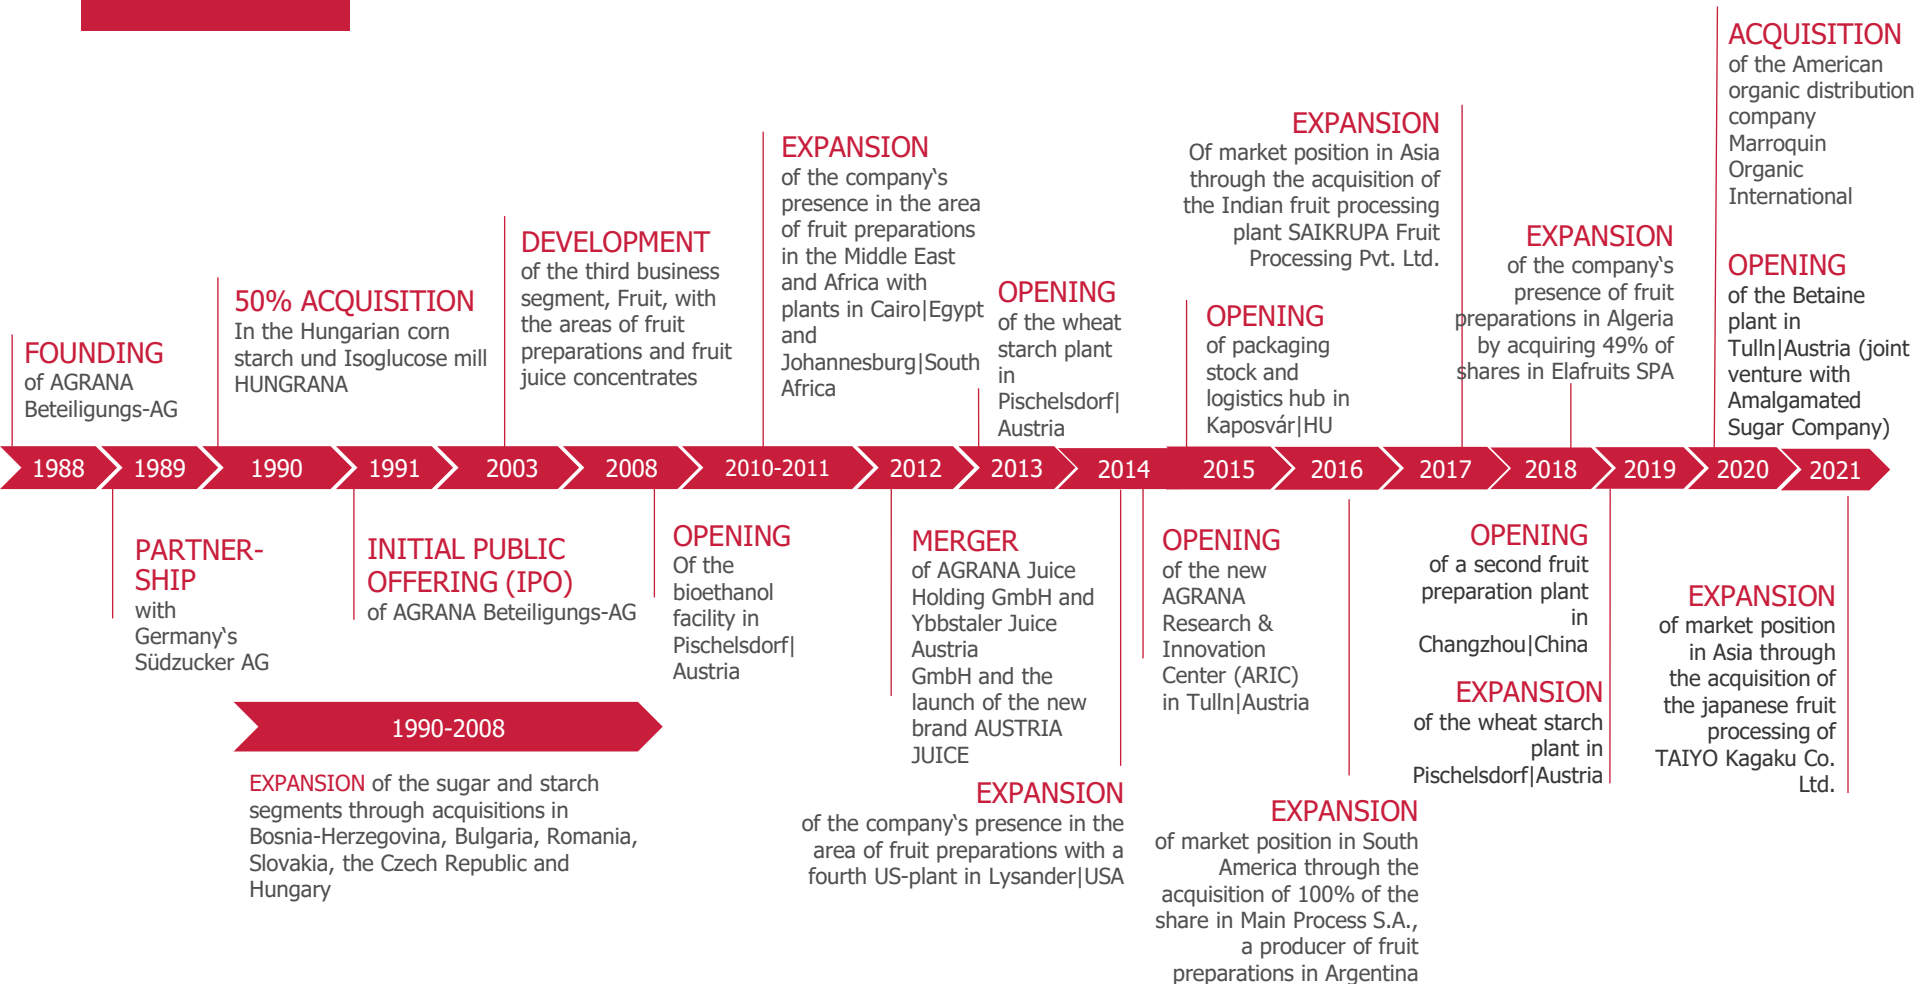 FOUNDING
of AGRANA
Beteiligungs-AG
50% ACQUISITION
In the Hungarian corn
starch und Isoglucose mill
HUNGRANA
DEVELOPMENT
of the third business
segment, Fruit, with
the areas of fruit
preparations and fruit
juice concentrates
EXPANSION
of the company‘s
presence in the area
of fruit preparations
in the Middle East
and Africa with
plants in Cairo|Egypt
and
Johannesburg|South
Africa
OPENING
of the wheat
starch plant
in
Pischelsdorf|
Austria
EXPANSION
Of market position in Asia
through the acquisition of
the Indian fruit processing
plant SAIKRUPA Fruit
Processing Pvt. Ltd.
OPENING
of packaging
stock and
logistics hub in
Kaposvár|HU
EXPANSION
of the company‘s
presence of fruit
preparations in Algeria
by acquiring 49% of
shares in Elafruits SPA
ACQUISITION
of the American
organic distribution
company
Marroquin
Organic
International
OPENING
of the Betaine
plant in
Tulln|Austria (joint
venture with
Amalgamated
Sugar Company)
1988
1989
1990
1991
2003
2008
2010-2011
2012
2013
2014
2015
2016
2017
2018
2019
2020
2021
PARTNER-
SHIP
with
Germany‘s
Südzucker AG
INITIAL PUBLIC
OFFERING (IPO)
of AGRANA Beteiligungs-AG
OPENING
Of the
bioethanol
facility in
Pischelsdorf|
Austria
1990-2008
EXPANSION of the sugar and starch
segments through acquisitions in
Bosnia-Herzegovina, Bulgaria, Romania,
Slovakia, the Czech Republic and
Hungary
MERGER
of AGRANA Juice
Holding GmbH and
Ybbstaler Juice
Austria
GmbH and the
launch of the new
brand AUSTRIA
JUICE
EXPANSION
of the company‘s presence in the
area of fruit preparations with a
fourth US-plant in Lysander|USA
OPENING
of the new
AGRANA
Research &
Innovation
Center (ARIC)
in Tulln|Austria
EXPANSION
of market position in South
America through the
acquisition of 100% of the
share in Main Process S.A.,
a producer of fruit
preparations in Argentina
OPENING
of a second fruit
preparation plant
in
Changzhou|China
EXPANSION
of the wheat starch
plant in
Pischelsdorf|Austria
EXPANSION
of market position
in Asia through
the acquisition of
the japanese fruit
processing of
TAIYO Kagaku Co.
Ltd.